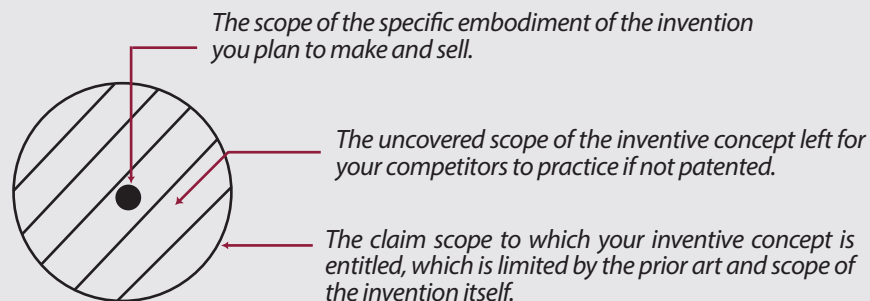 The scope of the specific embodiment of the invention
you plan to make and sell.
The uncovered scope of the inventive concept left for
your competitors to practice if not patented.
The claim scope to which your inventive concept is
entitled, which is limited by the prior art and scope of
the invention itself.